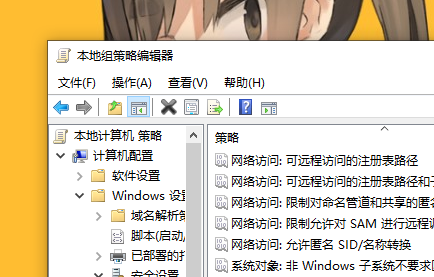 本地组策略编辑器
文件(F) 操作(A) 查看(V) 帮助(H)
本地计算机 策略
计算机配置
软件设置
Windows 设
域名解析策
脚本(启动/
已部署的打
安全设置
策略
网络访问: 可远程访问的注册表路径
网络访问: 可远程访问的注册表路径和子
网络访问: 限制对命名管道和共享的匿名
网络访问: 限制允许对 SAM 进行远程调
网络访问: 允许匿名 SID/名称转换
系统对象: 非 Windows 子系统不要求区